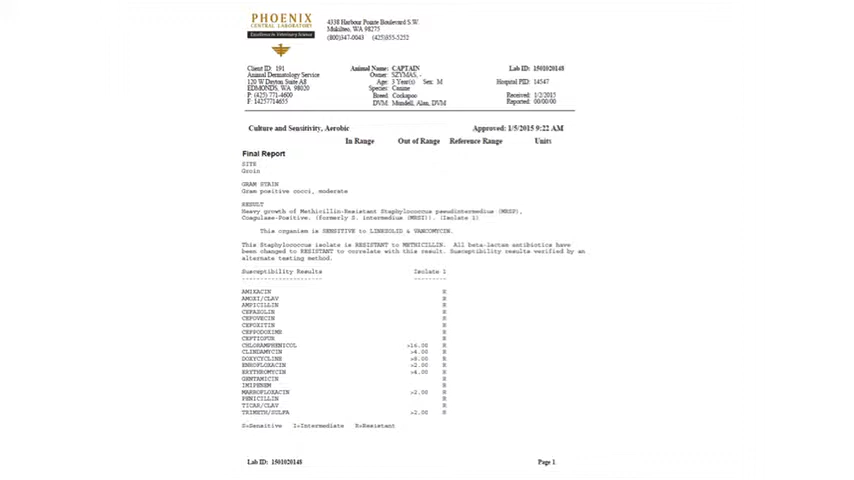 PHOENIX
CENTRAL LABORATORY
Excellence in Veterinary Science
4338 Harbour Pointe Boulevard S.W.
Mukilteo, WA 98275
(800)347-0043 (425)355-5252
Client ID: 191
Animal Dermatology Service
120 W Dayton Suite A8
EDMONDS, WA 98020
P: (425) 771-4600
F: 14257714655
Animal Name: CAPTAIN
Owner: SZYMAS, -
Age: 3 Year(s) Sex: M
Species: Canine
Breed: Cockapoo
DVM: Mundell, Alan, DVM
Lab ID: 1501020148
Hospital PID: 14547
Received: 1/2/2015
Reported: 00/00/00
Culture and Sensitivity, Aerobic Approved: 1/5/2015 9:22 AM
In Range Out of Range Reference Range Units
Final Report
SITE
Groin
GRAM STAIN
Gram positive cocci, moderate
RESULT
Heavy growth of Methicillin-Resistant Staphylococcus pseudintermedius (MRSP),
Coagulase-Positive. (formerly S. intermedius (MRSI)). (Isolate 1)
This organism is SENSITIVE to LINEZOLID & VANCOMYCIN.
This Staphylococcus isolate is RESISTANT to METHICILLIN. All beta-lactam antibiotics have
been changed to RESISTANT to correlate with this result. Susceptibility results verified by an
alternate testing method.
Susceptibility Results Isolate 1
---------------------- ---------
AMIKACIN R
AMOXI/CLAV R
AMPICILLIN R
CEFAZOLIN R
CEFOVECIN R
CEFOXITIN R
CEFPODOXIME R
CEFTIOFUR R
CHLORAMPHENICOL >16.00 R
CLINDAMYCIN >4.00 R
DOXYCYCLINE >8.00 R
ENROFLOXACIN >2.00 R
ERYTHROMYCIN >4.00 R
GENTAMICIN R
IMIPENEM R
MARBOFLOXACIN >2.00 R
PENICILLIN R
TICAR/CLAV R
TRIMETH/SULFA >2.00 R
S=Sensitive I=Intermediate R=Resistant
Lab ID: 1501020148 Page 1